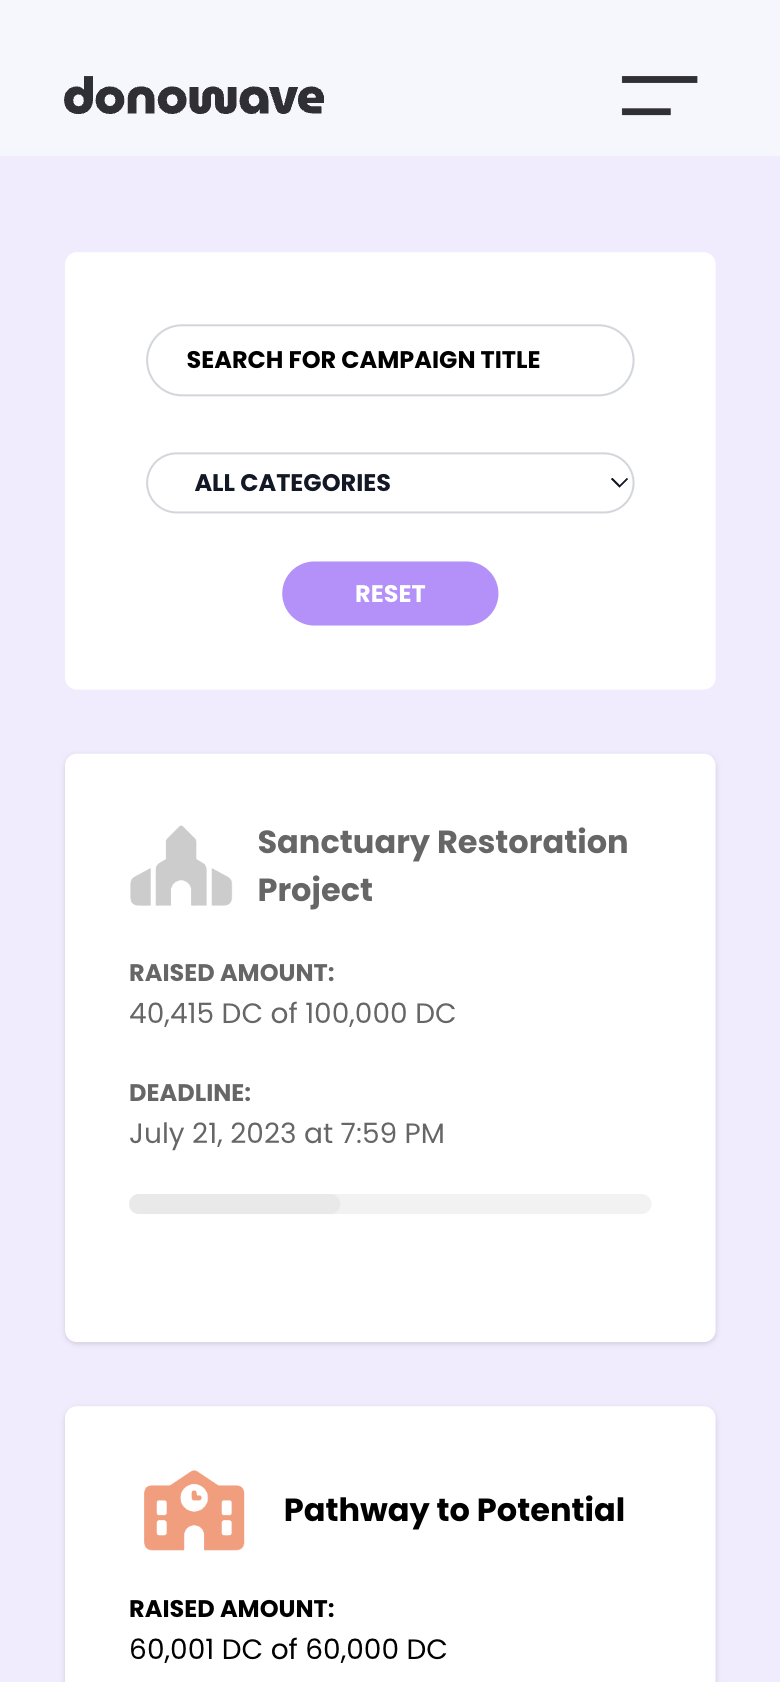 donowave
SEARCH FOR CAMPAIGN TITLE
ALL CATEGORIES
RESET
Sanctuary Restoration
Project
RAISED AMOUNT:
40,415 DC of 100,000 DC
DEADLINE:
July 21, 2023 at 7:59 PM
Pathway to Potential
RAISED AMOUNT:
60,001 DC of 60,000 DC